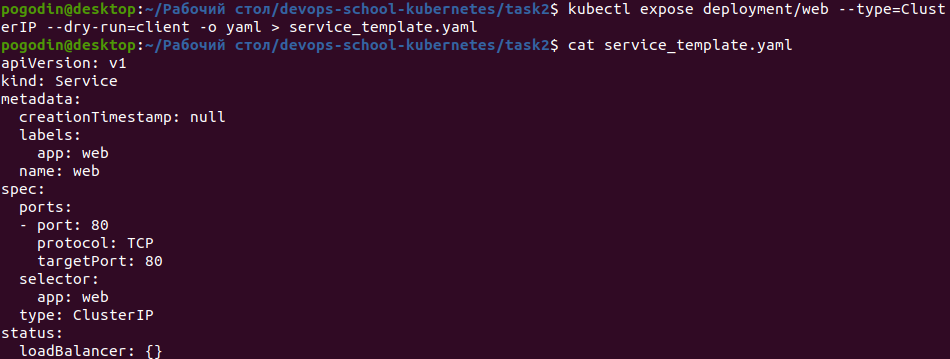 pogodin@desktop:~/Рабочий стол/devops-school-kubernetes/task2$ kubectl expose deployment/web --type=Clust
erIP --dry-run=client -o yaml > service_template.yaml
pogodin@desktop:~/Рабочий стол/devops-school-kubernetes/task2$ cat service_template.yaml
apiVersion: v1
kind: Service
metadata:
  creationTimestamp: null
  labels:
    app: web
  name: web
spec:
  ports:
  - port: 80
    protocol: TCP
    targetPort: 80
  selector:
    app: web
  type: ClusterIP
status:
  loadBalancer: {}